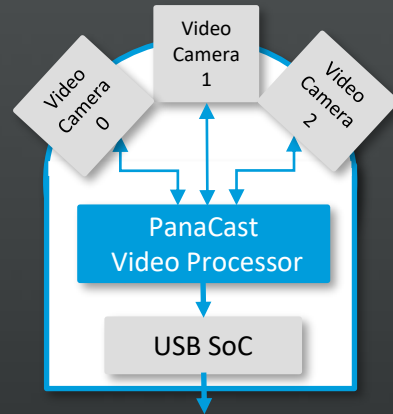 Video
Camera
0
Video
Camera
1
Video
Camera
2
PanaCast
Video Processor
USB SoC